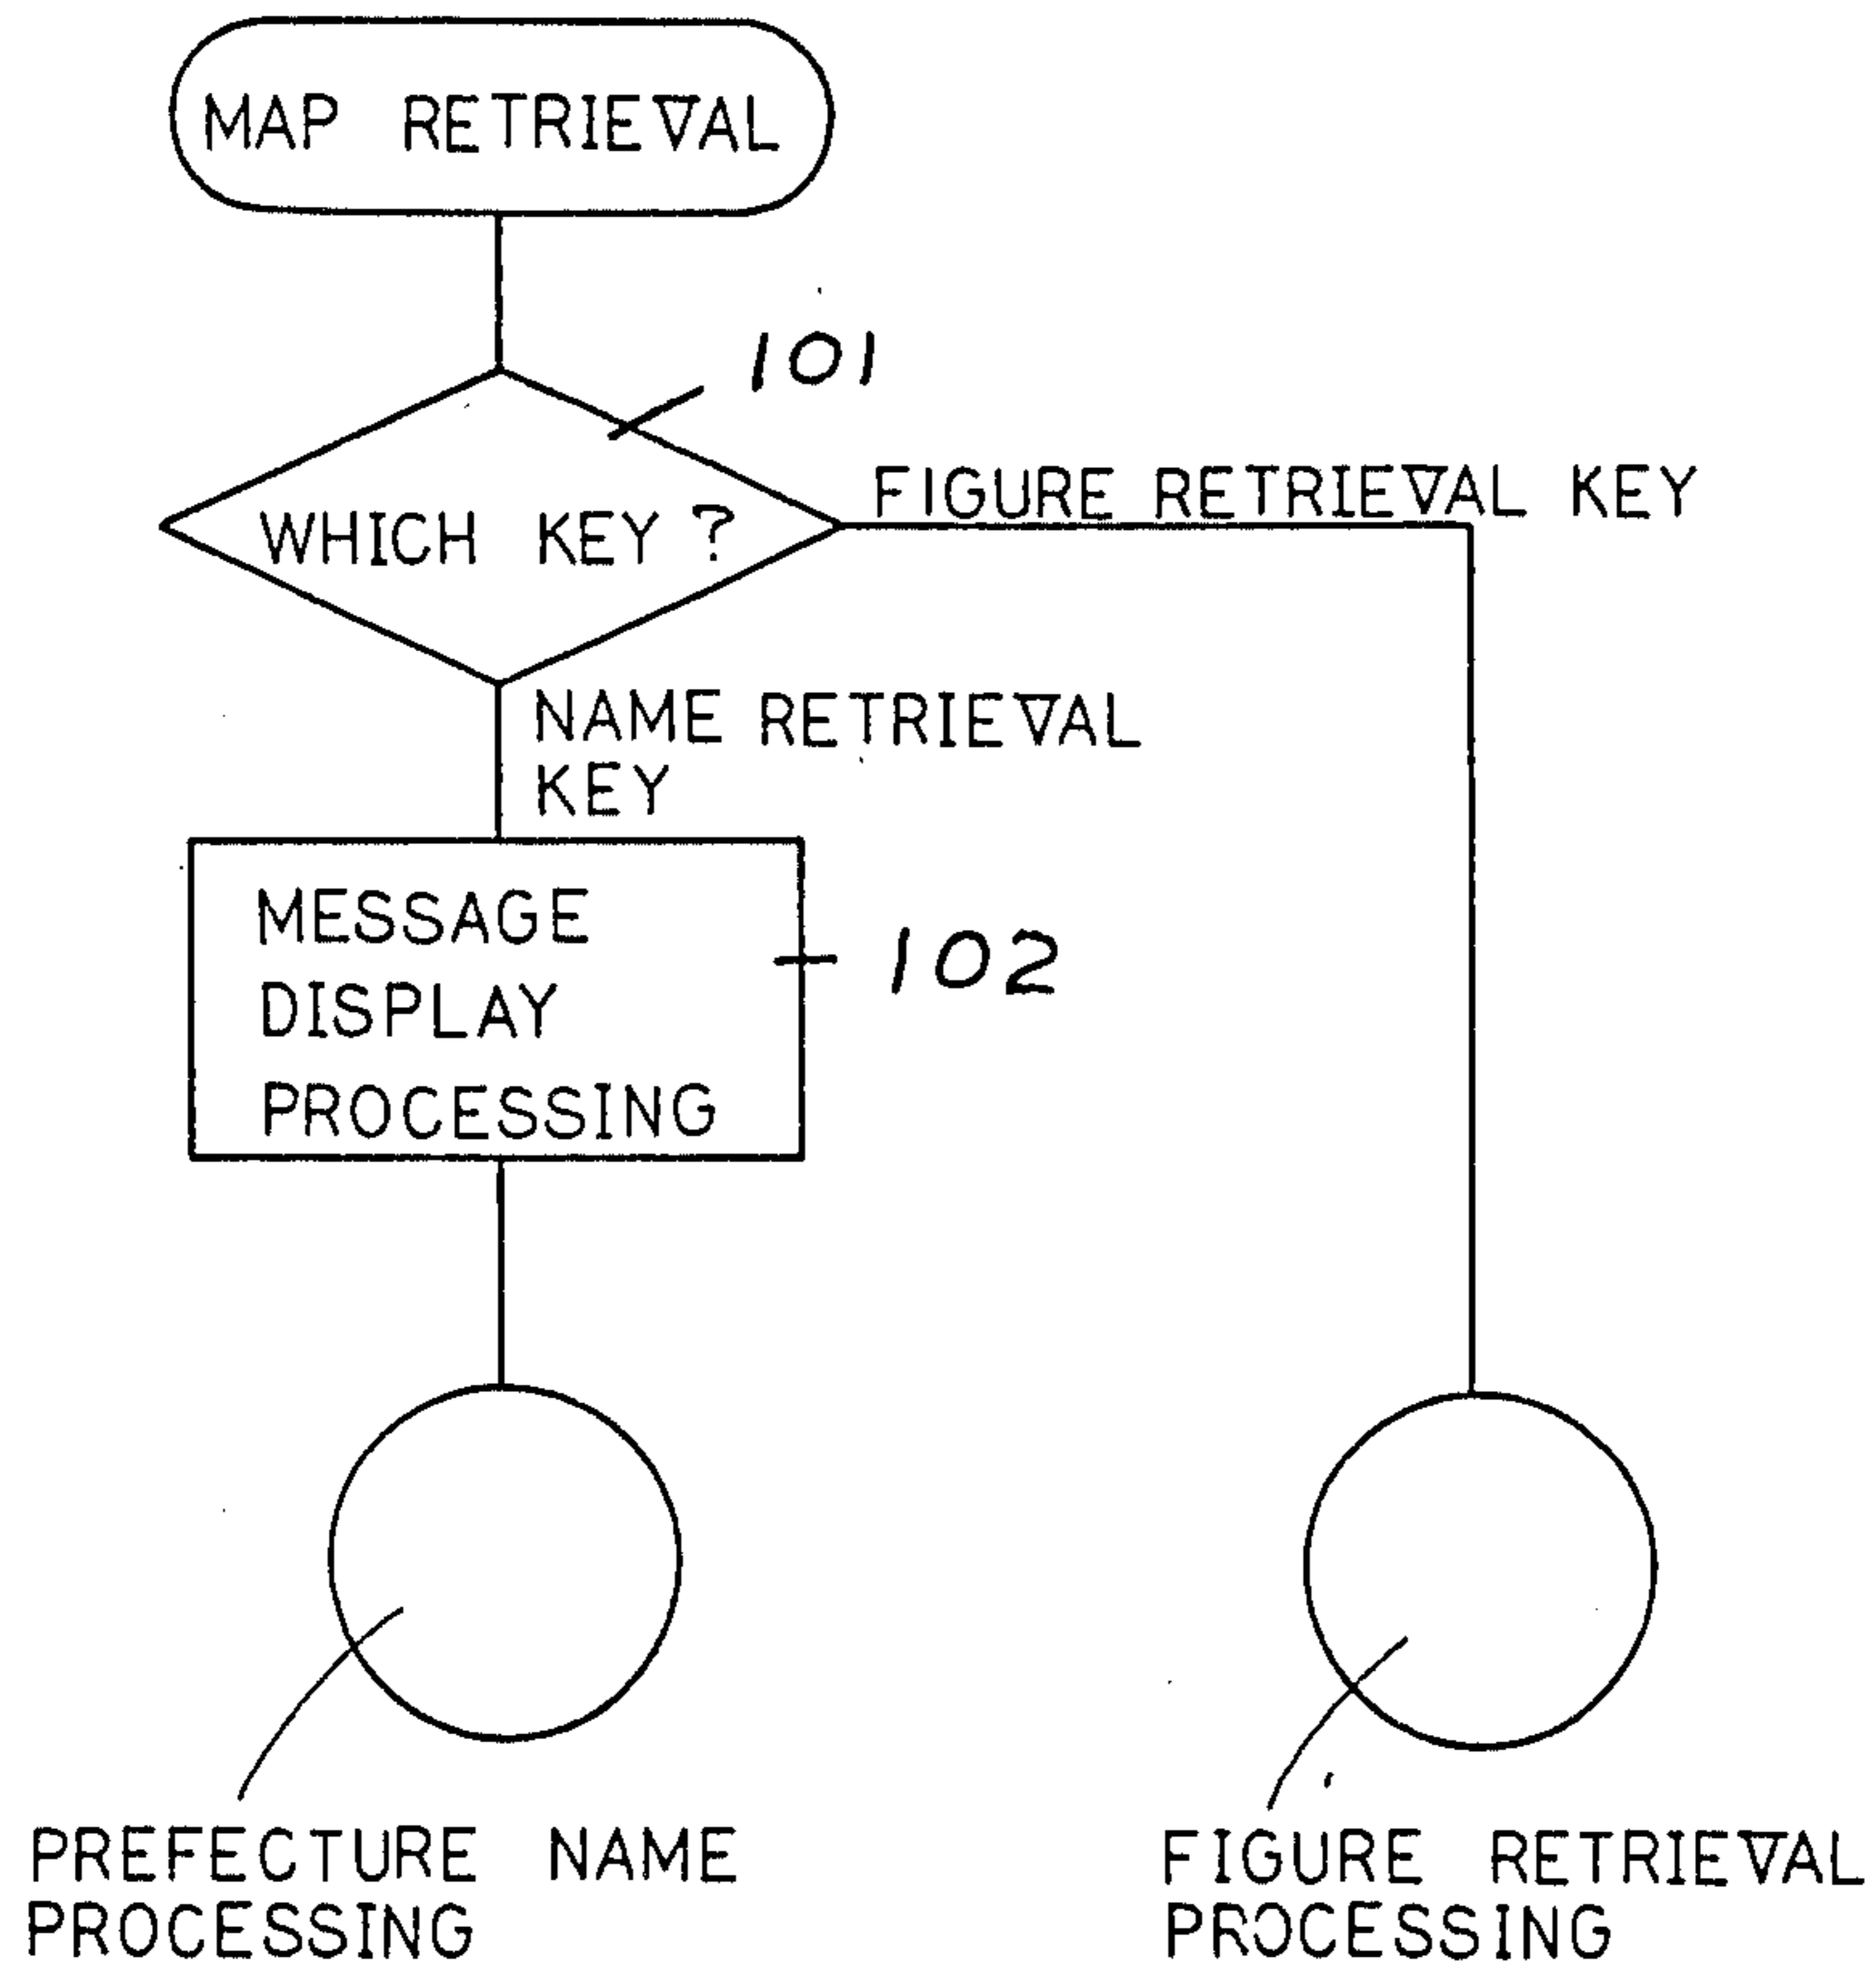 MAP RETRIEVAL
101
FIGURE RETRIEVAL KEY
WHICH KEY?
NAME RETRIEVAL
KEY
MESSAGE
DISPLAY
PROCESSING
102
PREFECTURE NAME
PROCESSING
FIGURE RETRIEVAL
PROCESSING